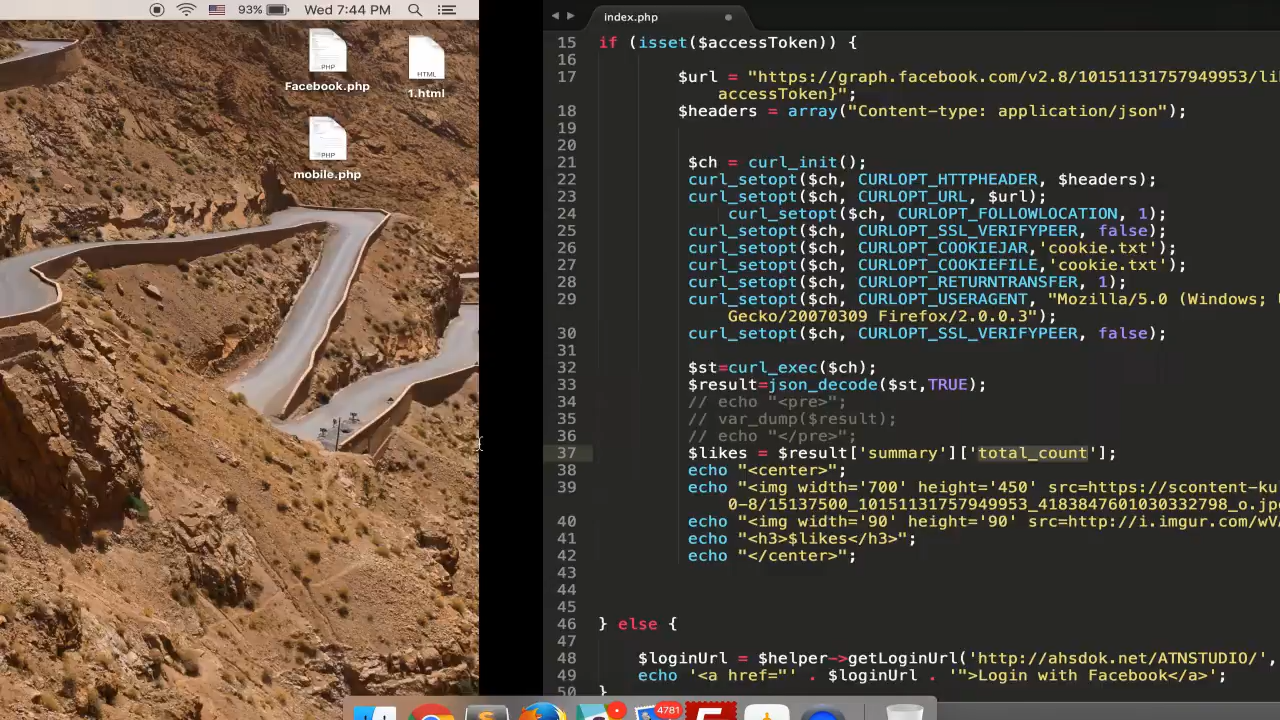 93% Wed 7:44 PM
PHP
Facebook.php
HTML
1.html
PHP
mobile.php
index.php
15 if (isset($accessToken)) {
16
17 $url = "https://graph.facebook.com/v2.8/10151131757949953/li
accessToken}";
18 $headers = array("Content-type: application/json");
19
20
21 $ch = curl_init();
22 curl_setopt($ch, CURLOPT_HTTPHEADER, $headers);
23 curl_setopt($ch, CURLOPT_URL, $url);
24 curl_setopt($ch, CURLOPT_FOLLOWLOCATION, 1);
25 curl_setopt($ch, CURLOPT_SSL_VERIFYPEER, false);
26 curl_setopt($ch, CURLOPT_COOKIEJAR,'cookie.txt');
27 curl_setopt($ch, CURLOPT_COOKIEFILE,'cookie.txt');
28 curl_setopt($ch, CURLOPT_RETURNTRANSFER, 1);
29 curl_setopt($ch, CURLOPT_USERAGENT, "Mozilla/5.0 (Windows;
Gecko/20070309 Firefox/2.0.0.3");
30 curl_setopt($ch, CURLOPT_SSL_VERIFYPEER, false);
31
32 $st=curl_exec($ch);
33 $result=json_decode($st,TRUE);
34 // echo "<pre>";
35 // var_dump($result);
36 // echo "</pre>";
37 $likes = $result['summary']['total_count'];
38 echo "<center>";
39 echo "<img width='700' height='450' src=https://scontent-ku
0-8/15137500_10151131757949953_4183847601030332798_o.jp
40 echo "<img width='90' height='90' src=http://i.imgur.com/wV
41 echo "<h3>$likes</h3>";
42 echo "</center>";
43
44
45
46 } else {
47
48 $loginUrl = $helper->getLoginUrl('http://ahsdok.net/ATNSTUDIO/',
49 echo '<a href="' . $loginUrl . '">Login with Facebook</a>';
50 }
4781